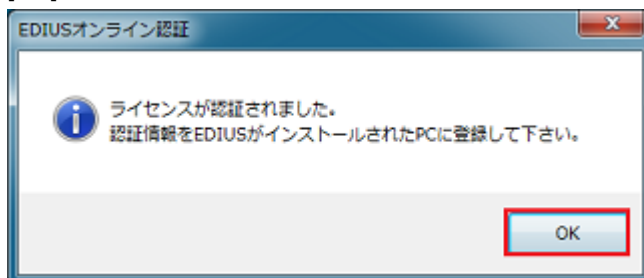 EDIUSオンライン認証
ライセンスが認証されました。
認証情報をEDIUSがインストールされたPCに登録して下さい。
OK